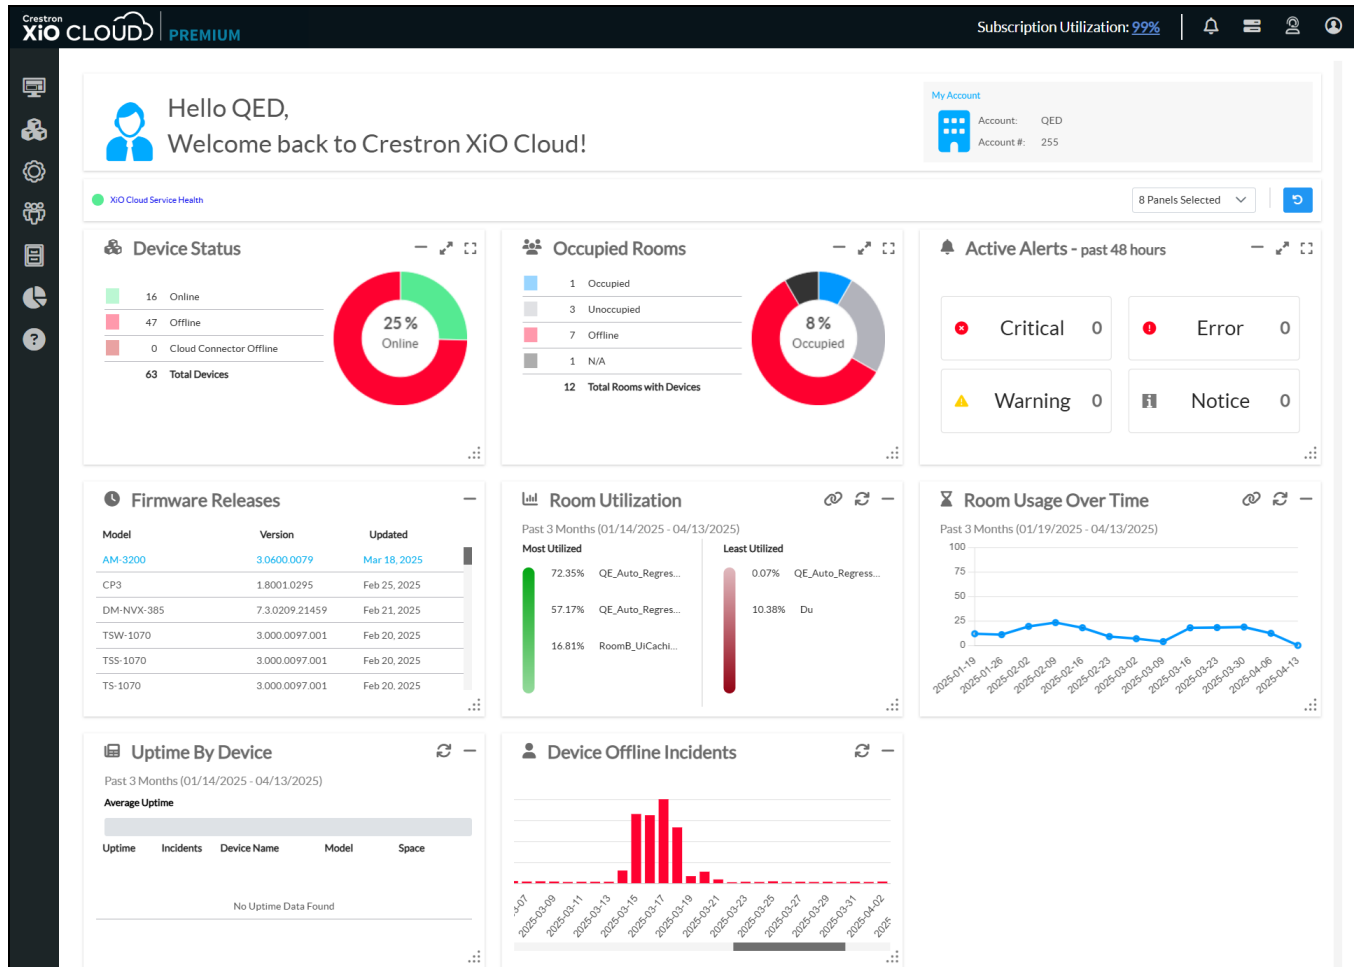 Crestron
XiO CLOUD PREMIUM
Subscription Utilization: 99%
Hello QED,
Welcome back to Crestron XiO Cloud!
My Account
Account: QED
Account #: 255
XiO Cloud Service Health
8 Panels Selected
Device Status
16 Online
47 Offline
0 Cloud Connector Offline
63 Total Devices
25 %
Online
Occupied Rooms
1 Occupied
3 Unoccupied
7 Offline
1 N/A
12 Total Rooms with Devices
8 %
Occupied
Active Alerts - past 48 hours
Critical 0
Error 0
Warning 0
Notice 0
Firmware Releases
Model Version Updated
AM-3200 3.0600.0079 Mar 18, 2025
CP3 1.8001.0295 Feb 25, 2025
DM-NVX-385 7.3.0209.21459 Feb 21, 2025
TSW-1070 3.000.0097.001 Feb 20, 2025
TSS-1070 3.000.0097.001 Feb 20, 2025
TS-1070 3.000.0097.001 Feb 20, 2025
Room Utilization
Past 3 Months (01/14/2025 - 04/13/2025)
Most Utilized
72.35% QE_Auto_Regres...
57.17% QE_Auto_Regres...
16.81% RoomB_UiCachi...
Least Utilized
0.07% QE_Auto_Regress...
10.38% Du
Room Usage Over Time
Past 3 Months (01/19/2025 - 04/13/2025)
100
75
50
25
0
2025-01-19
2025-01-26
2025-02-02
2025-02-09
2025-02-16
2025-02-23
2025-03-02
2025-03-09
2025-03-16
2025-03-23
2025-03-30
2025-04-06
2025-04-13
Uptime By Device
Past 3 Months (01/14/2025 - 04/13/2025)
Average Uptime
Uptime Incidents Device Name Model Space
No Uptime Data Found
Device Offline Incidents
3-07
2025-03-09
2025-03-11
2025-03-13
2025-03-15
2025-03-17
2025-03-19
2025-03-21
2025-03-23
2025-03-25
2025-03-27
2025-03-29
2025-03-31
2025-04-02
2025-